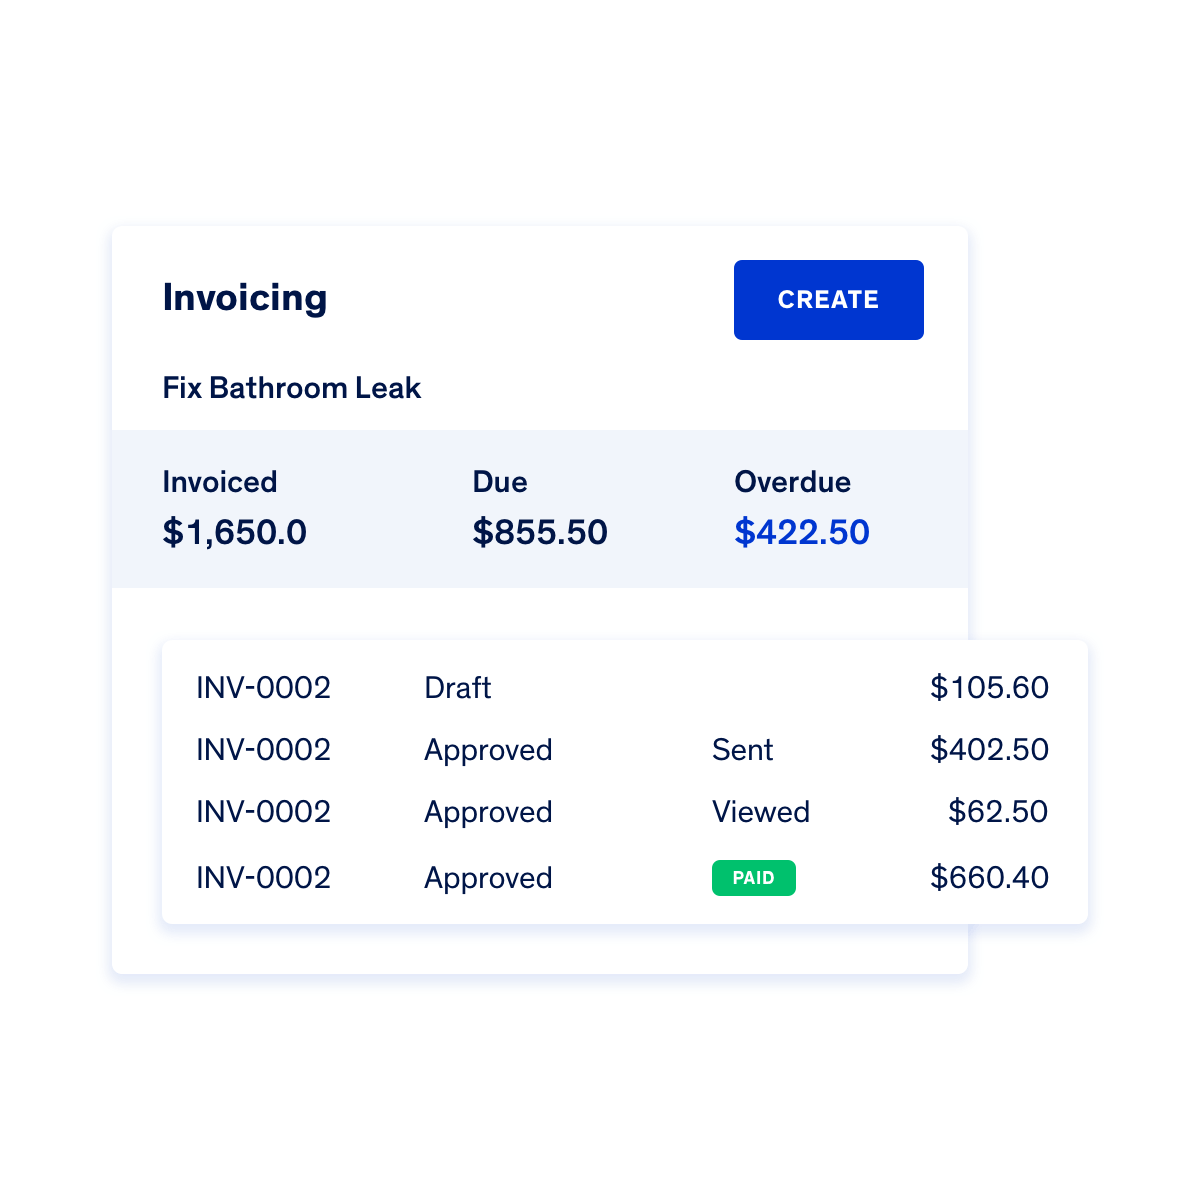 Invoicing
CREATE
Fix Bathroom Leak
Invoiced Due Overdue
$1,650.0 $855.50 $422.50
INV-0002 Draft $105.60
INV-0002 Approved Sent $402.50
INV-0002 Approved Viewed $62.50
INV-0002 Approved PAID $660.40